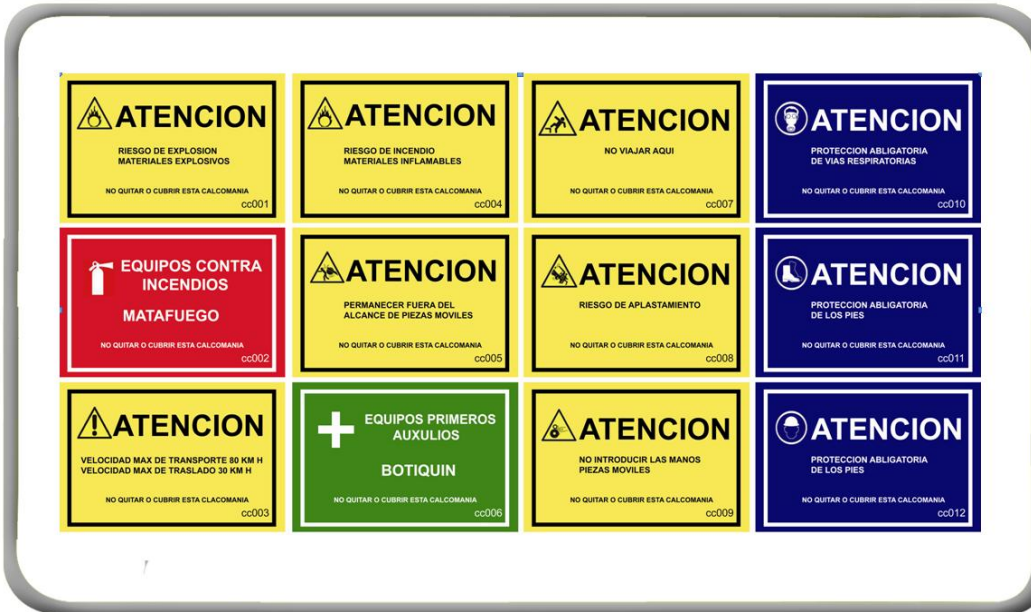 ATENCION
RIESGO DE EXPLOSION
MATERIALES EXPLOSIVOS
NO QUITAR O CUBRIR ESTA CALCOMANIA
cc001
ATENCION
RIESGO DE INCENDIO
MATERIALES INFLAMABLES
NO QUITAR O CUBRIR ESTA CALCOMANIA
cc004
ATENCION
NO VIAJAR AQUI
NO QUITAR O CUBRIR ESTA CALCOMANIA
cc007
ATENCION
PROTECCION ABLIGATORIA
DE VIAS RESPIRATORIAS
NO QUITAR O CUBRIR ESTA CALCOMANIA
cc010
EQUIPOS CONTRA
INCENDIOS
MATAFUEGO
NO QUITAR O CUBRIR ESTA CALCOMANIA
cc002
ATENCION
PERMANECER FUERA DEL
ALCANCE DE PIEZAS MOVILES
NO QUITAR O CUBRIR ESTA CALCOMANIA
cc005
ATENCION
RIESGO DE APLASTAMIENTO
NO QUITAR O CUBRIR ESTA CALCOMANIA
cc008
ATENCION
PROTECCION ABLIGATORIA
DE LOS PIES
NO QUITAR O CUBRIR ESTA CALCOMANIA
cc011
ATENCION
VELOCIDAD MAX DE TRANSPORTE 80 KM H
VELOCIDAD MAX DE TRASLADO 30 KM H
NO QUITAR O CUBRIR ESTA CLACOMANIA
cc003
EQUIPOS PRIMEROS
AUXULIOS
BOTIQUIN
NO QUITAR O CUBRIR ESTA CALCOMANIA
cc006
ATENCION
NO INTRODUCIR LAS MANOS
PIEZAS MOVILES
NO QUITAR O CUBRIR ESTA CALCOMANIA
cc009
ATENCION
PROTECCION ABLIGATORIA
DE LOS PIES
NO QUITAR O CUBRIR ESTA CALCOMANIA
cc012